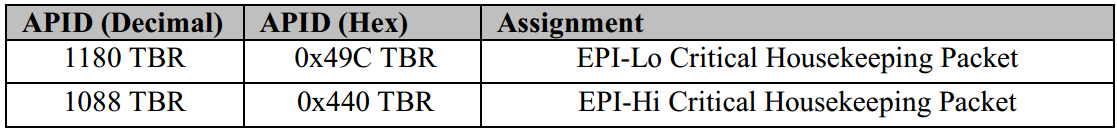 APID (Decimal) APID (Hex) Assignment
1180 TBR 0x49C TBR EPI-Lo Critical Housekeeping Packet
1088 TBR 0x440 TBR EPI-Hi Critical Housekeeping Packet